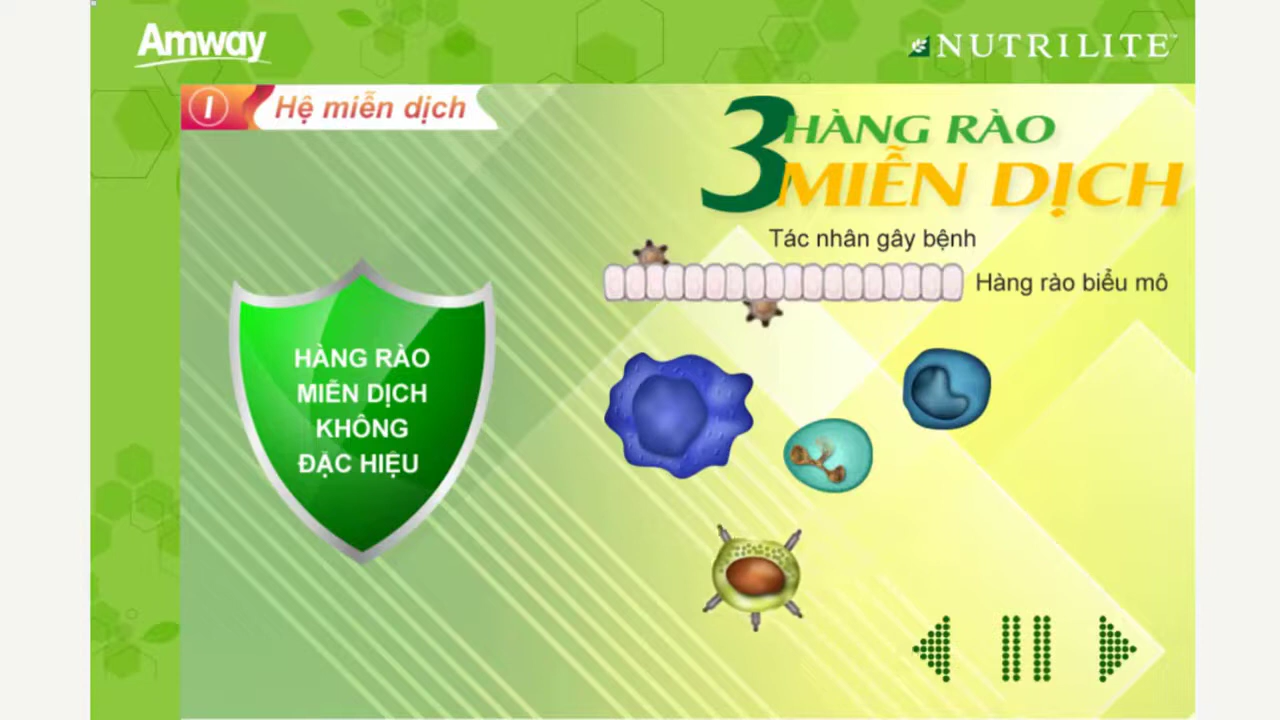 Amway
NUTRILITE
I
Hệ miễn dịch
3 HÀNG RÀO
MIỄN DỊCH
Tác nhân gây bệnh
Hàng rào biểu mô
HÀNG RÀO
MIỄN DỊCH
KHÔNG
ĐẶC HIỆU